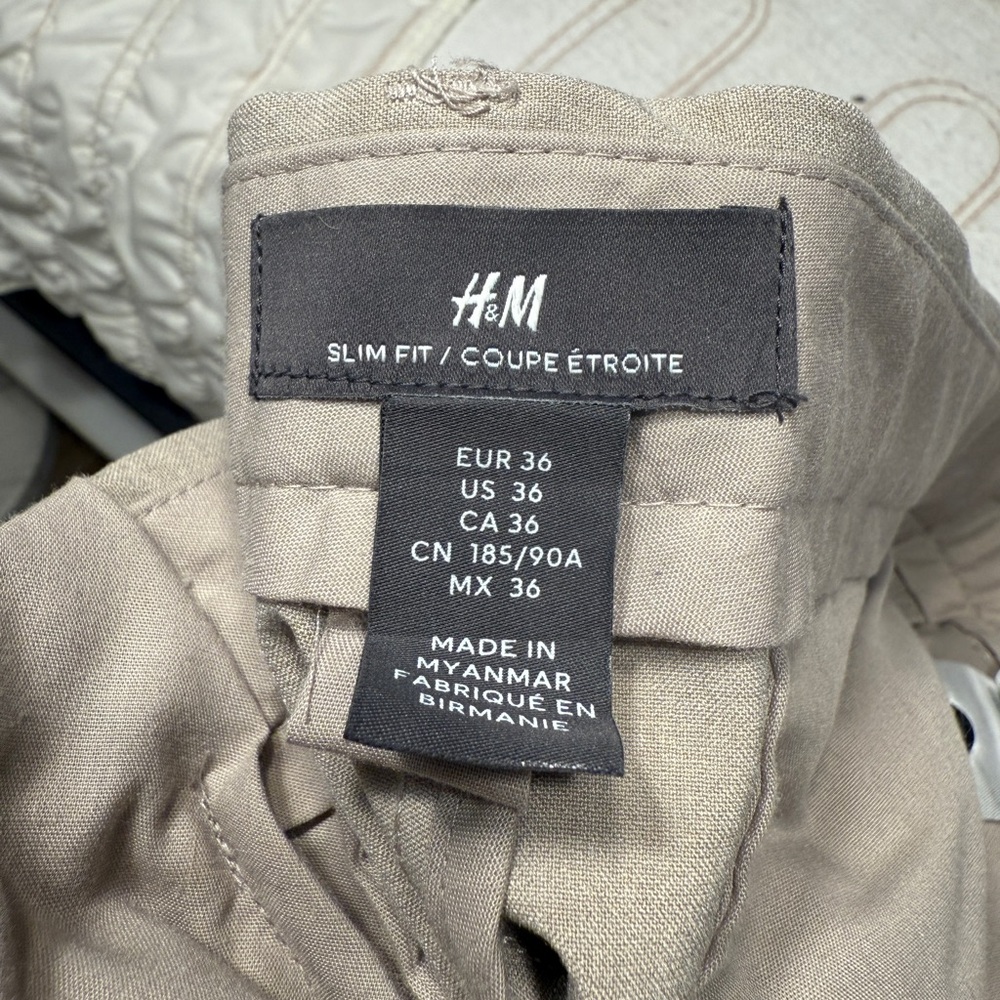 H&M
SLIM FIT / COUPE ÉTROITE
EUR 36
US 36
CA 36
CN 185/90A
MX 36
MADE IN
MYANMAR
FABRIQUÉ EN
BIRMANIE